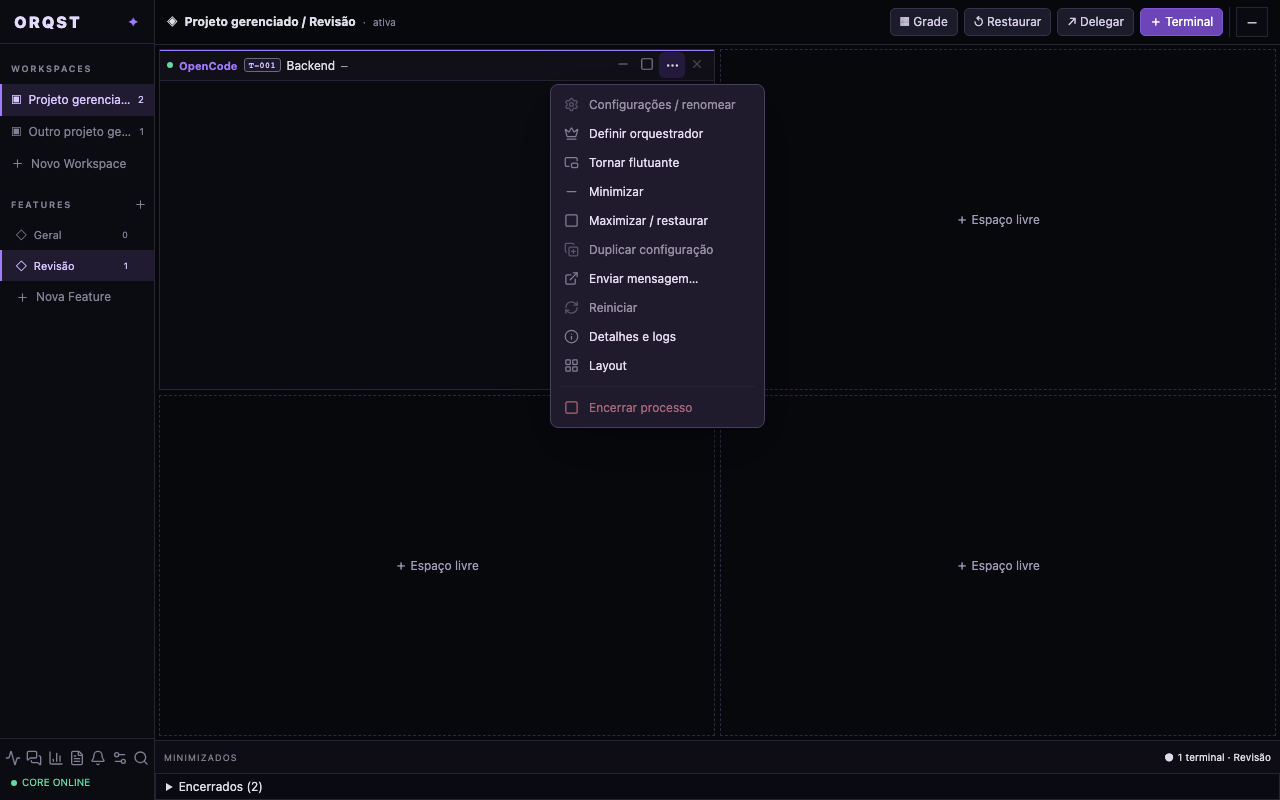 ORQST
WORKSPACES
Projeto gerencia... 2
Outro projeto ge... 1
+ Novo Workspace
FEATURES +
Geral 0
Revisão 1
+ Nova Feature
CORE ONLINE
Projeto gerenciado / Revisão · ativa
Grade
Restaurar
Delegar
+ Terminal
OpenCode T-001 Backend –
Configurações / renomear
Definir orquestrador
Tornar flutuante
Minimizar
Maximizar / restaurar
Duplicar configuração
Enviar mensagem...
Reiniciar
Detalhes e logs
Layout
Encerrar processo
+ Espaço livre
+ Espaço livre
+ Espaço livre
MINIMIZADOS
1 terminal · Revisão
Encerrados (2)